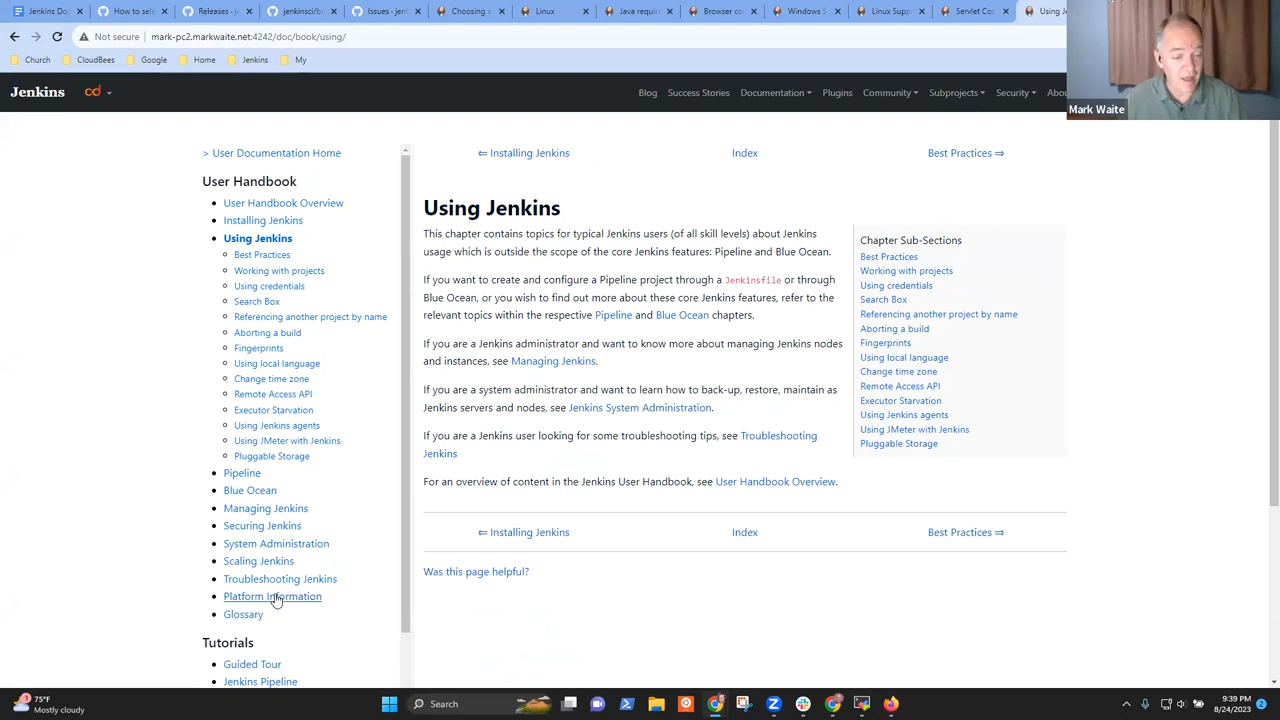 Jenkins Do
How to sele
Releases · je
jenkinsci/bo
Issues · jenk
Choosing a
Linux
Java require
Browser co
Windows S
Linux Supp
Servlet Con
Using Je
Not secure
mark-pc2.markwaite.net:4242/doc/book/using/
Church
CloudBees
Google
Home
Jenkins
My
Mark Waite
Jenkins
cd
Blog
Success Stories
Documentation
Plugins
Community
Subprojects
Security
Abou
> User Documentation Home
User Handbook
User Handbook Overview
Installing Jenkins
Using Jenkins
Best Practices
Working with projects
Using credentials
Search Box
Referencing another project by name
Aborting a build
Fingerprints
Using local language
Change time zone
Remote Access API
Executor Starvation
Using Jenkins agents
Using JMeter with Jenkins
Pluggable Storage
Pipeline
Blue Ocean
Managing Jenkins
Securing Jenkins
System Administration
Scaling Jenkins
Troubleshooting Jenkins
Platform Information
Glossary
Tutorials
Guided Tour
Jenkins Pipeline
⇐ Installing Jenkins
Index
Best Practices ⇒
Using Jenkins
This chapter contains topics for typical Jenkins users (of all skill levels) about Jenkins
usage which is outside the scope of the core Jenkins features: Pipeline and Blue Ocean.
If you want to create and configure a Pipeline project through a Jenkinsfile or through
Blue Ocean, or you wish to find out more about these core Jenkins features, refer to the
relevant topics within the respective Pipeline and Blue Ocean chapters.
If you are a Jenkins administrator and want to know more about managing Jenkins nodes
and instances, see Managing Jenkins.
If you are a system administrator and want to learn how to back-up, restore, maintain as
Jenkins servers and nodes, see Jenkins System Administration.
If you are a Jenkins user looking for some troubleshooting tips, see Troubleshooting
Jenkins
For an overview of content in the Jenkins User Handbook, see User Handbook Overview.
⇐ Installing Jenkins
Index
Best Practices ⇒
Was this page helpful?
Chapter Sub-Sections
Best Practices
Working with projects
Using credentials
Search Box
Referencing another project by name
Aborting a build
Fingerprints
Using local language
Change time zone
Remote Access API
Executor Starvation
Using Jenkins agents
Using JMeter with Jenkins
Pluggable Storage
1
75°F
Mostly cloudy
Search
9:39 PM
8/24/2023
2